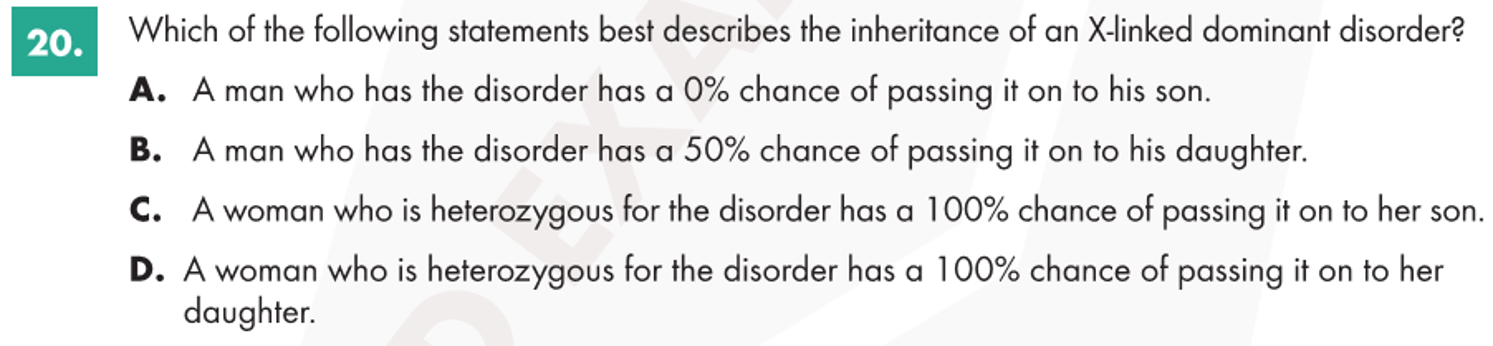 20. Which of the following statements best describes the inheritance of an X-linked dominant disorder?
A. A man who has the disorder has a 0% chance of passing it on to his son.
B. A man who has the disorder has a 50% chance of passing it on to his daughter.
C. A woman who is heterozygous for the disorder has a 100% chance of passing it on to her son.
D. A woman who is heterozygous for the disorder has a 100% chance of passing it on to her
daughter.